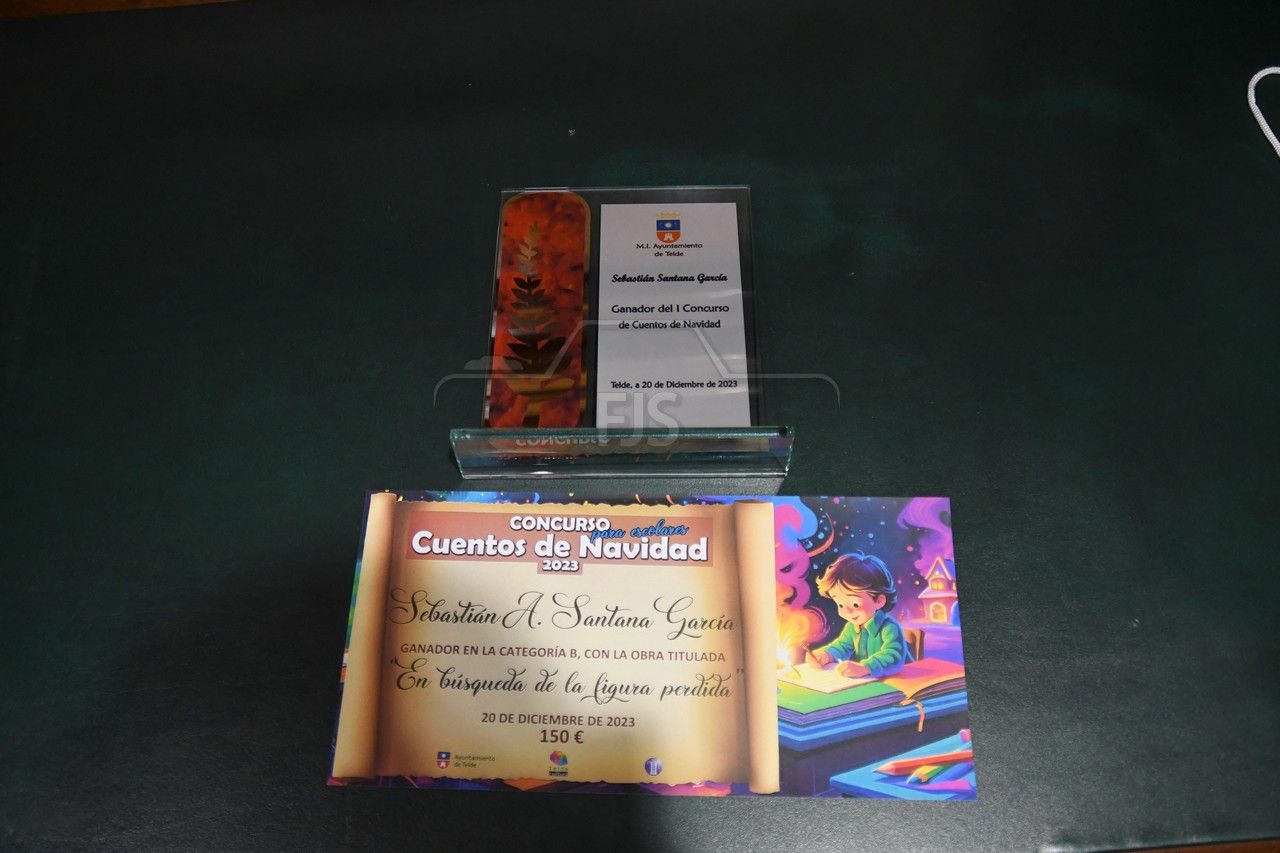 M.I. Ayuntamiento
de Telde
Sebastián Santana García
Ganador del I Concurso
de Cuentos de Navidad
Telde, a 20 de Diciembre de 2023
FJS
CONCURSO
para escolares
Cuentos de Navidad
2023
Sebastián A. Santana García
GANADOR EN LA CATEGORÍA B, CON LA OBRA TITULADA
"En búsqueda de la figura perdida"
20 DE DICIEMBRE DE 2023
150 €
Ayuntamiento
de Telde